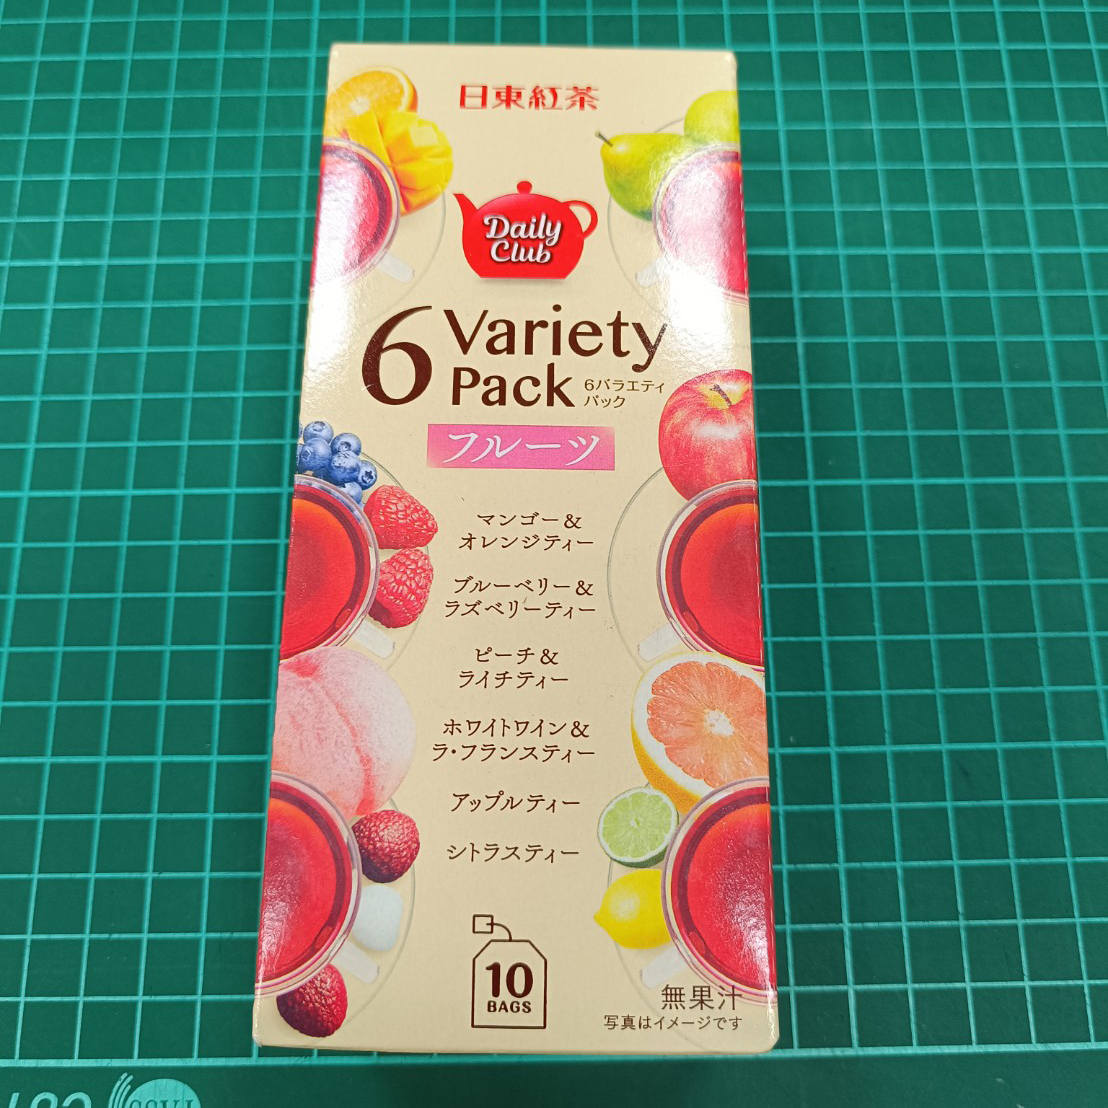 日東紅茶
Daily
Club
6 Variety
Pack
6バラエティ
パック
フルーツ
マンゴー&
オレンジティー
ブルーベリー&
ラズベリーティー
ピーチ&
ライチティー
ホワイトワイン&
ラ・フランスティー
アップルティー
シトラスティー
10
BAGS
無果汁
写真はイメージです